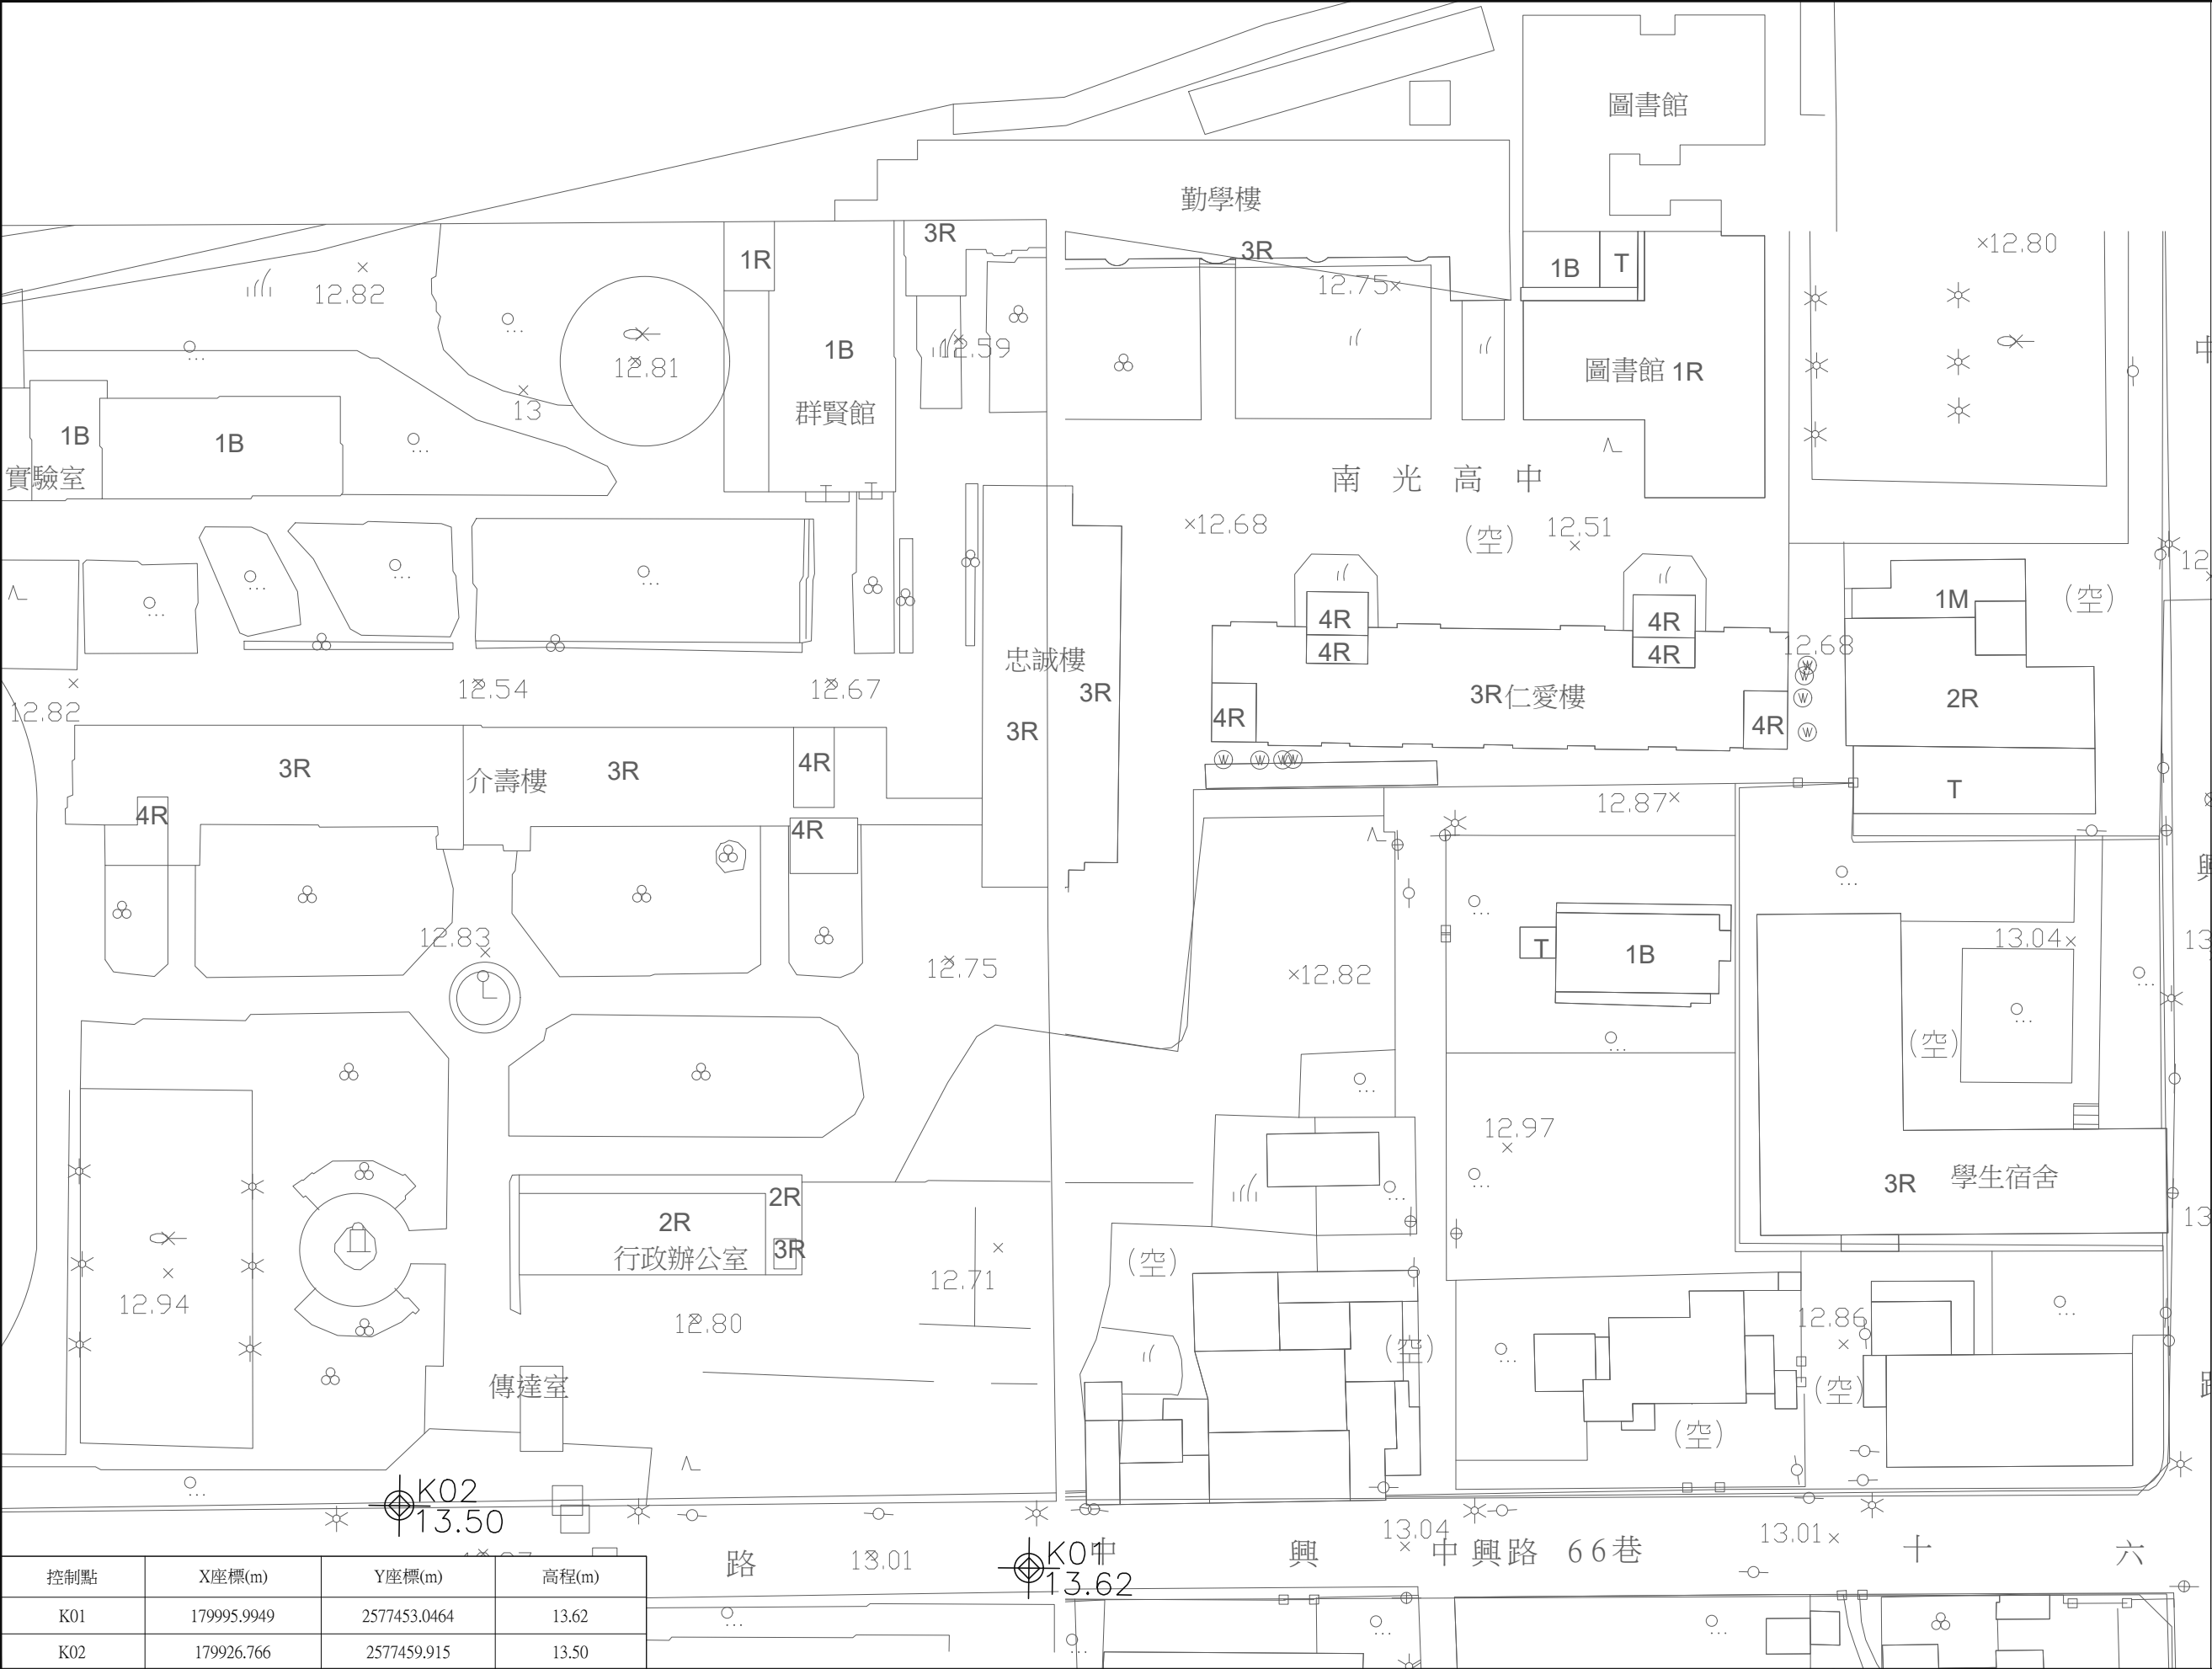 圖書館
勤學樓
3R
3R
1R
1B
T
×12.80
12.82
12.75
12.81
1B
12.59
圖書館 1R
中
13
群賢館
1B
1B
實驗室
南 光 高 中
12.68
(空)
12.51
12
1M
(空)
4R
4R
4R
4R
12.68
忠誠樓
3R
3R
3R仁愛樓
2R
12.54
12.67
12.82
4R
4R
3R
介壽樓
3R
4R
T
12.87
4R
4R
興
12.83
12.75
12.82
T
1B
13.04
13
(空)
12.97
3R
學生宿舍
2R
2R
行政辦公室
3R
13
(空)
12.71
12.94
12.80
12.86
(空)
(空)
(空)
傳達室
路
K02
13.50
路
13.01
K01
13.62
中
興
13.04
中興路 66巷
13.01
十
六
控制點 X座標(m) Y座標(m) 高程(m)
K01 179995.9949 2577453.0464 13.62
K02 179926.766 2577459.915 13.50